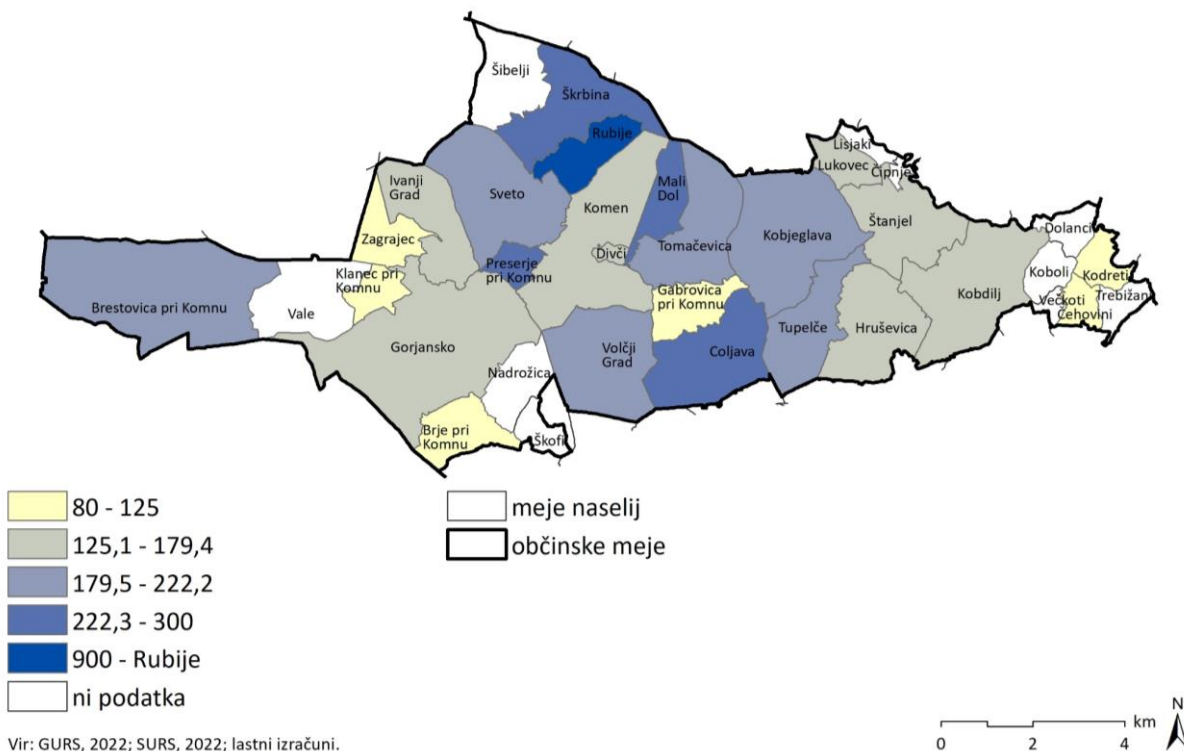 Šibelji
Škrbina
Rubije
Lisjaki
Lukovec
Čipnje
Ivanji
Grad
Sveto
Mali
Dol
Komen
Štanjel
Zagrajec
Tomačevica
Kobjeglava
Dolanci
Divči
Preserje
pri Komnu
Klanec pri
Komnu
Koboli
Kodreti
Gabrovica
pri Komnu
Brestovica pri Komnu
Vale
Kobdilj
Večkoti
Trebižani
Čehovini
Tupelče
Hruševica
Gorjansko
Volčji
Grad
Coljava
Nadrožica
Brje pri
Komnu
Škofi
80 - 125
125,1 - 179,4
179,5 - 222,2
222,3 - 300
900 - Rubije
ni podatka
meje naselij
občinske meje
N
km
0 2 4
Vir: GURS, 2022; SURS, 2022; lastni izračuni.